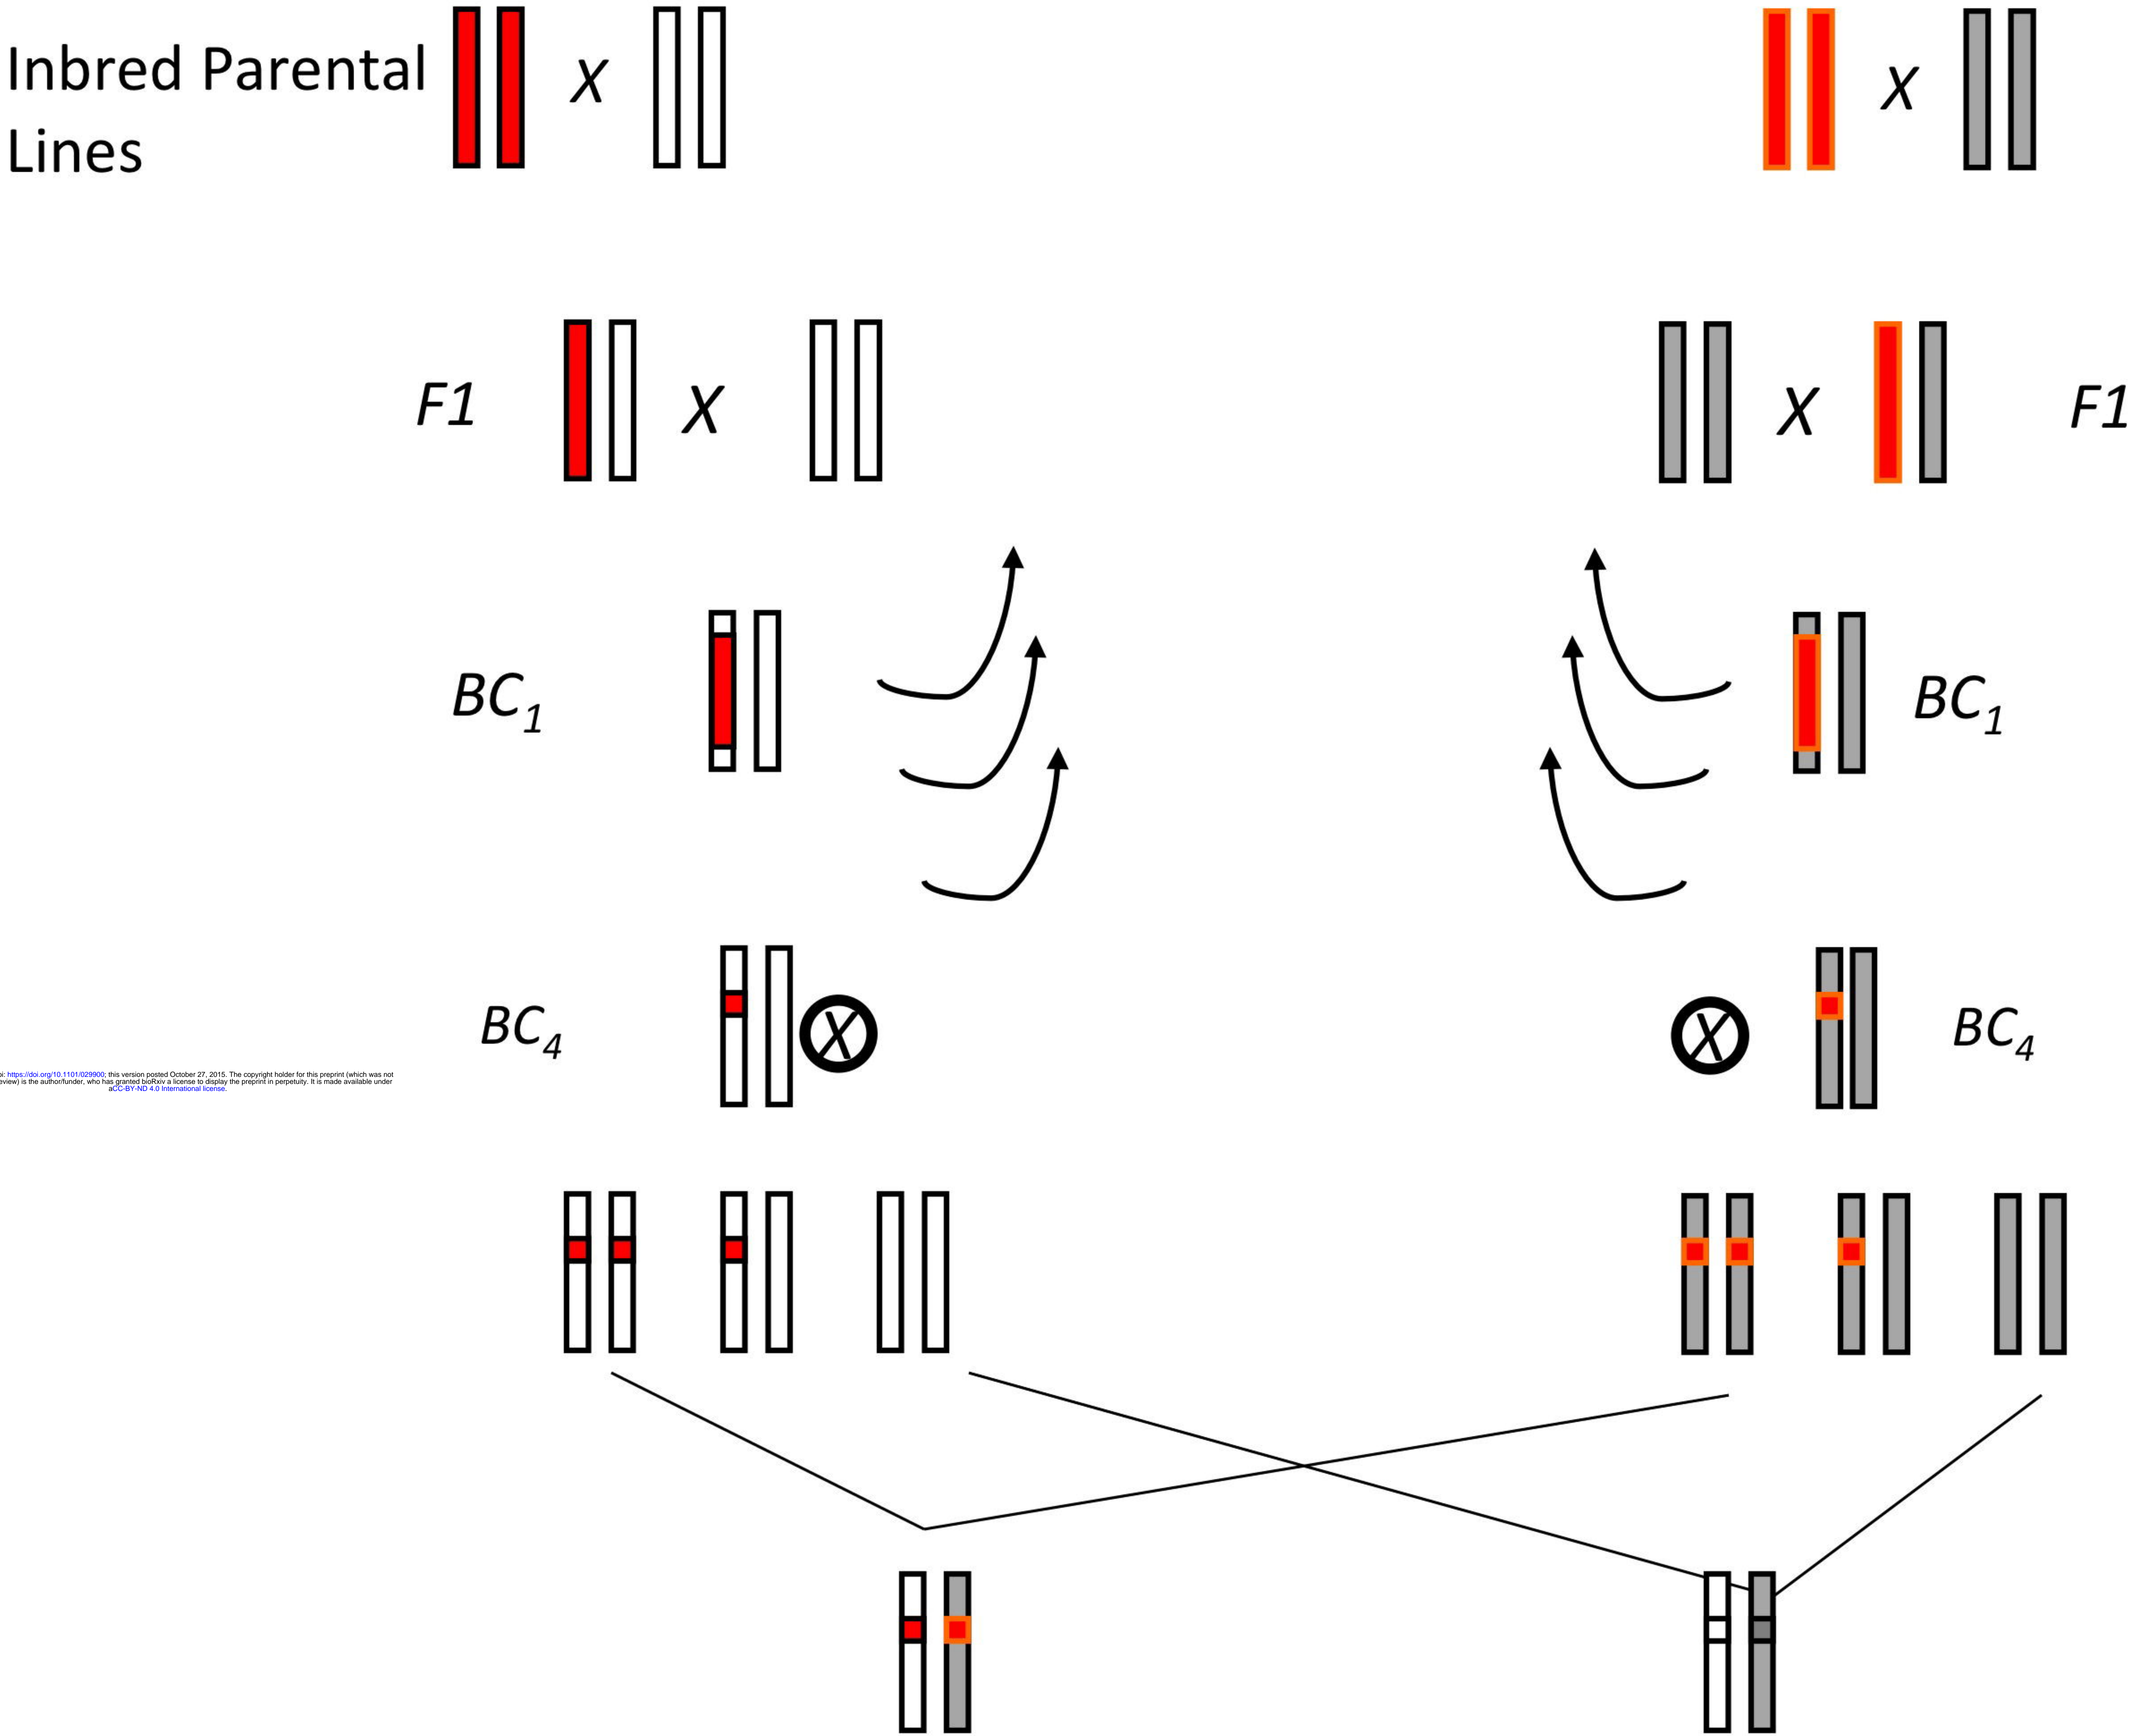 Inbred Parental
Lines
X
X
F1
X
X
F1
BC1
BC1
BC4
X
X
BC4
doi: https://doi.org/10.1101/029900; this version posted October 27, 2015. The copyright holder for this preprint (which was not
review) is the author/funder, who has granted bioRxiv a license to display the preprint in perpetuity. It is made available under
aCC-BY-ND 4.0 International license.